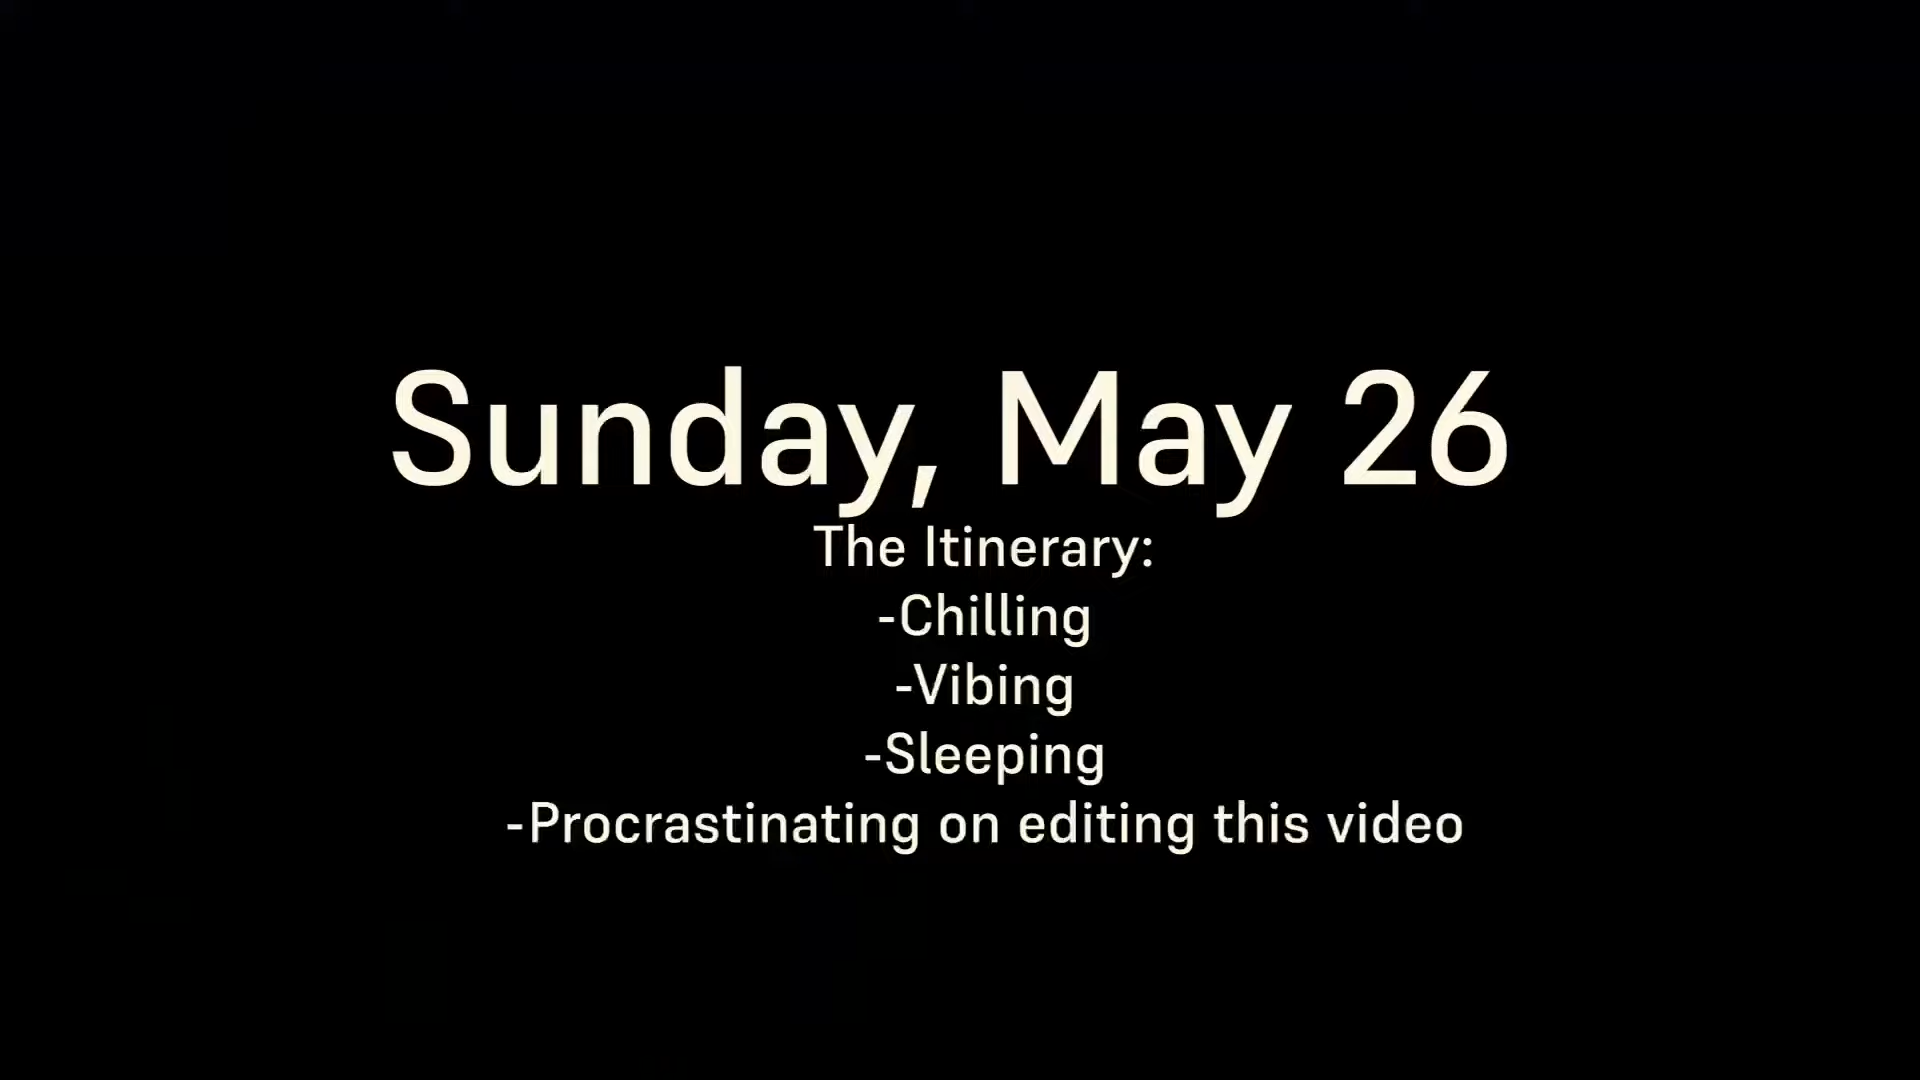 Sunday, May 26
The Itinerary:
-Chilling
-Vibing
-Sleeping
-Procrastinating on editing this video